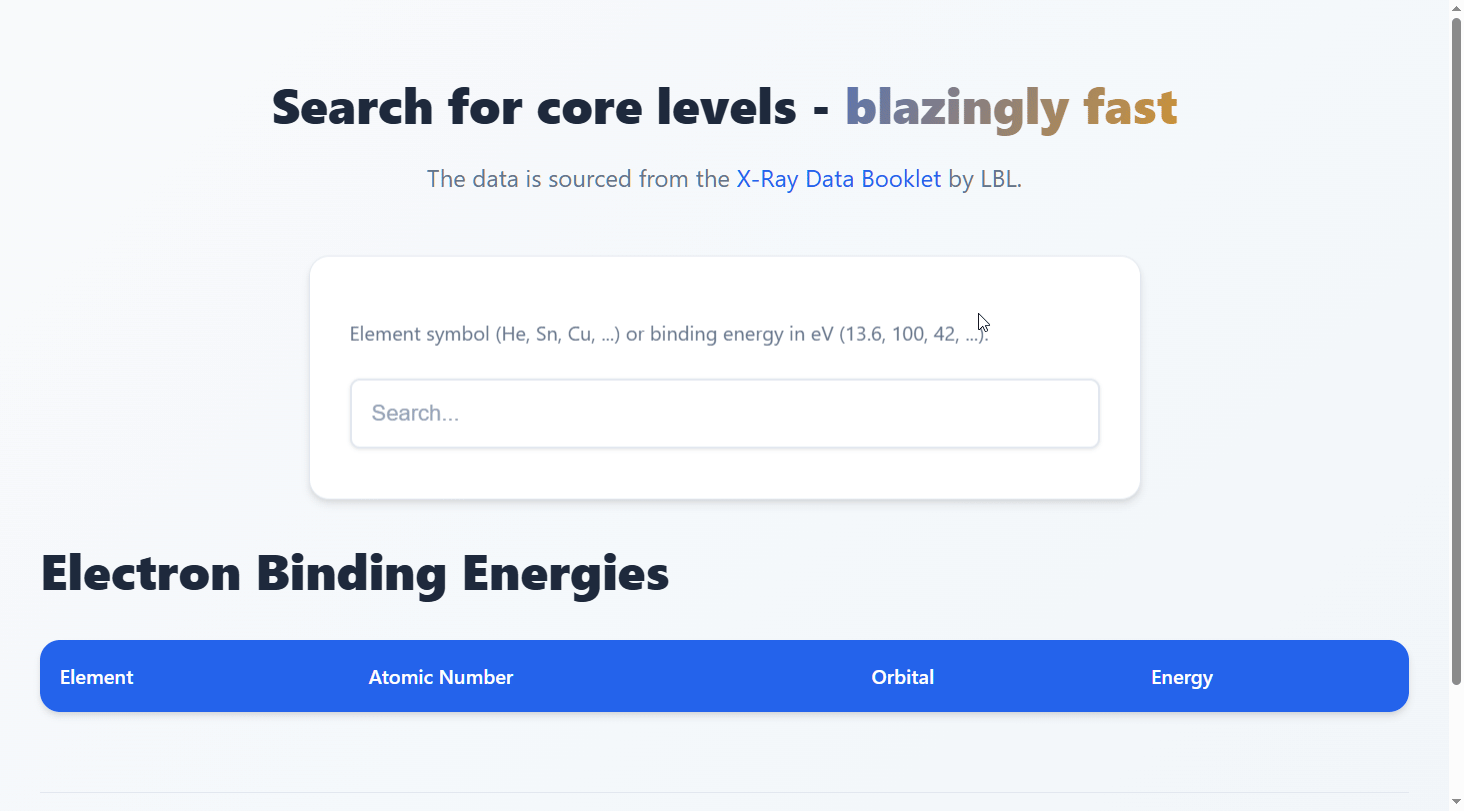 Search for core levels - blazingly fast
The data is sourced from the X-Ray Data Booklet by LBL.
Element symbol (He, Sn, Cu, ...) or binding energy in eV (13.6, 100, 42, ...):
Search...
Electron Binding Energies
Element Atomic Number Orbital Energy